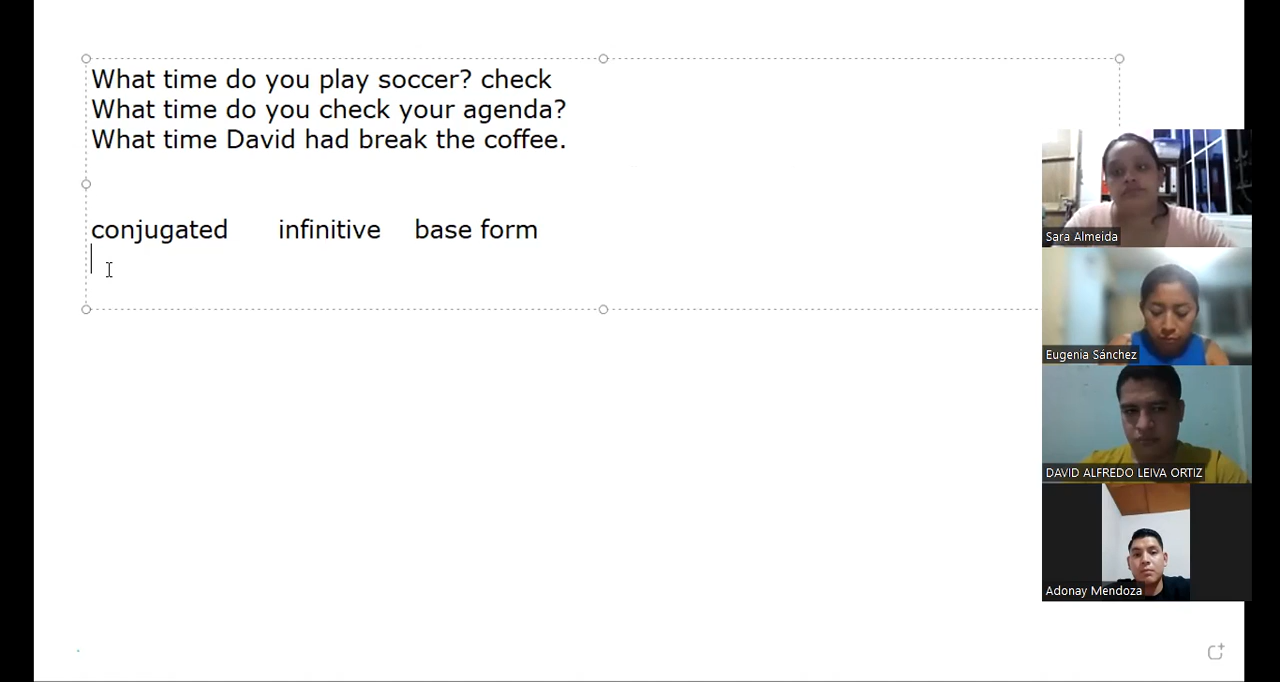 What time do you play soccer? check
What time do you check your agenda?
What time David had break the coffee.
conjugated infinitive base form
Sara Almeida
Eugenia Sánchez
DAVID ALFREDO LEIVA ORTIZ
Adonay Mendoza